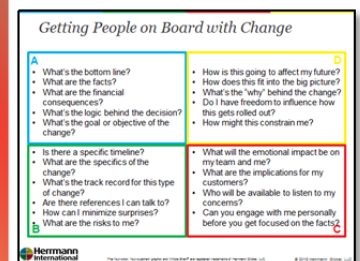 Getting People on Board with Change
A
• What's the bottom line?
• What are the facts?
• What are the financial
consequences?
• What's the logic behind the decision?
• What's the goal or objective of the
change?
D
• How is this going to affect my future?
• How does this fit into the big picture?
• What's the "why" behind the change?
• Do I have freedom to influence how
this gets rolled out?
• How might this constrain me?
• Is there a specific timeline?
• What are the specifics of the
change?
• What's the track record for this type
of change?
• Are there references I can talk to?
• How can I minimize surprises?
• What are the risks to me?
B
• What will the emotional impact be on
my team and me?
• What are the implications for my
customers?
• Who will be available to listen to my
concerns?
• Can you engage with me personally
before you get focused on the facts?
C
Herrmann
International